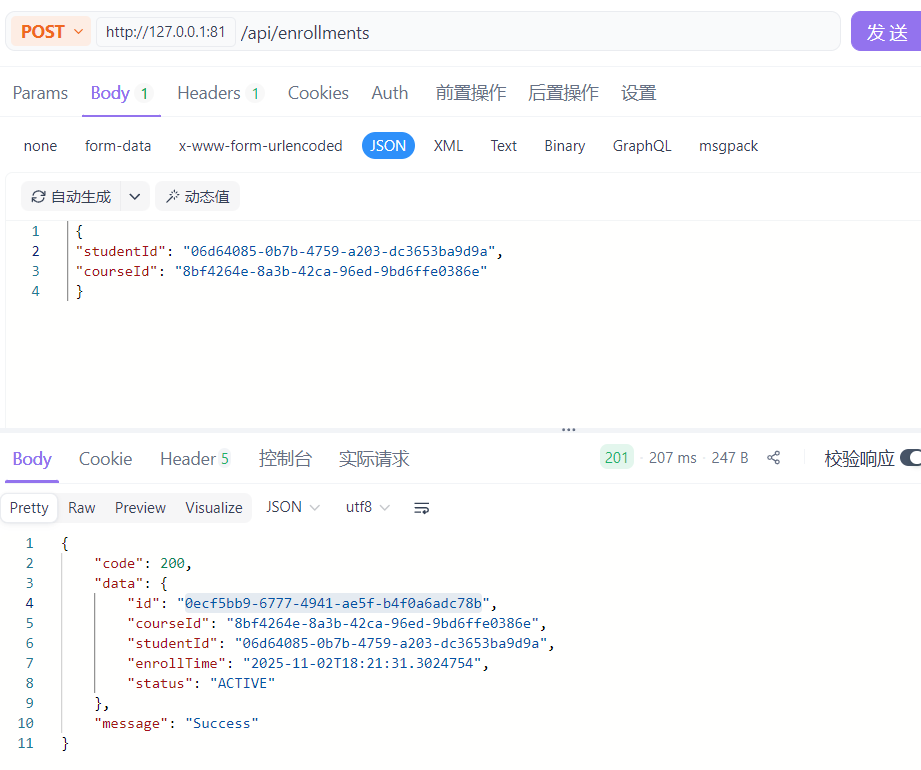 POST http://127.0.0.1:81 /api/enrollments 发送
Params Body 1 Headers 1 Cookies Auth 前置操作 后置操作 设置
none form-data x-www-form-urlencoded JSON XML Text Binary GraphQL msgpack
自动生成 动态值
1 {
2 "studentId": "06d64085-0b7b-4759-a203-dc3653ba9d9a",
3 "courseId": "8bf4264e-8a3b-42ca-96ed-9bd6ffe0386e"
4 }
Body Cookie Header 5 控制台 实际请求 201 · 207 ms · 247 B 校验响应
Pretty Raw Preview Visualize JSON utf8
1 {
2 "code": 200,
3 "data": {
4 "id": "0ecf5bb9-6777-4941-ae5f-b4f0a6adc78b",
5 "courseId": "8bf4264e-8a3b-42ca-96ed-9bd6ffe0386e",
6 "studentId": "06d64085-0b7b-4759-a203-dc3653ba9d9a",
7 "enrollTime": "2025-11-02T18:21:31.3024754",
8 "status": "ACTIVE"
9 },
10 "message": "Success"
11 }